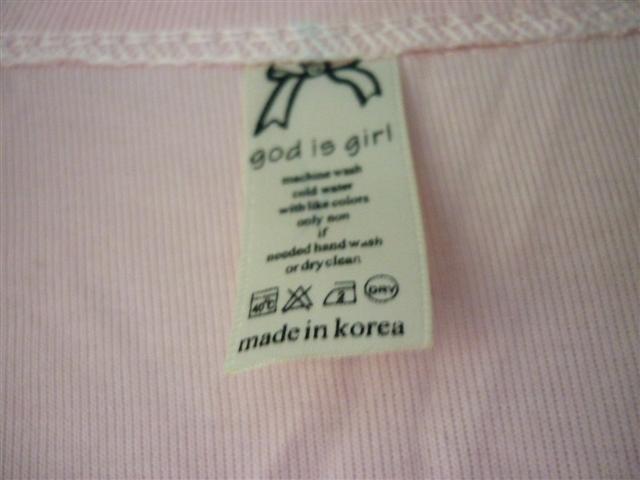 god is girl
machine wash
cold water
with like colors
only non
if
needed hand wash
or dry clean
40°C 2 DRY
made in korea